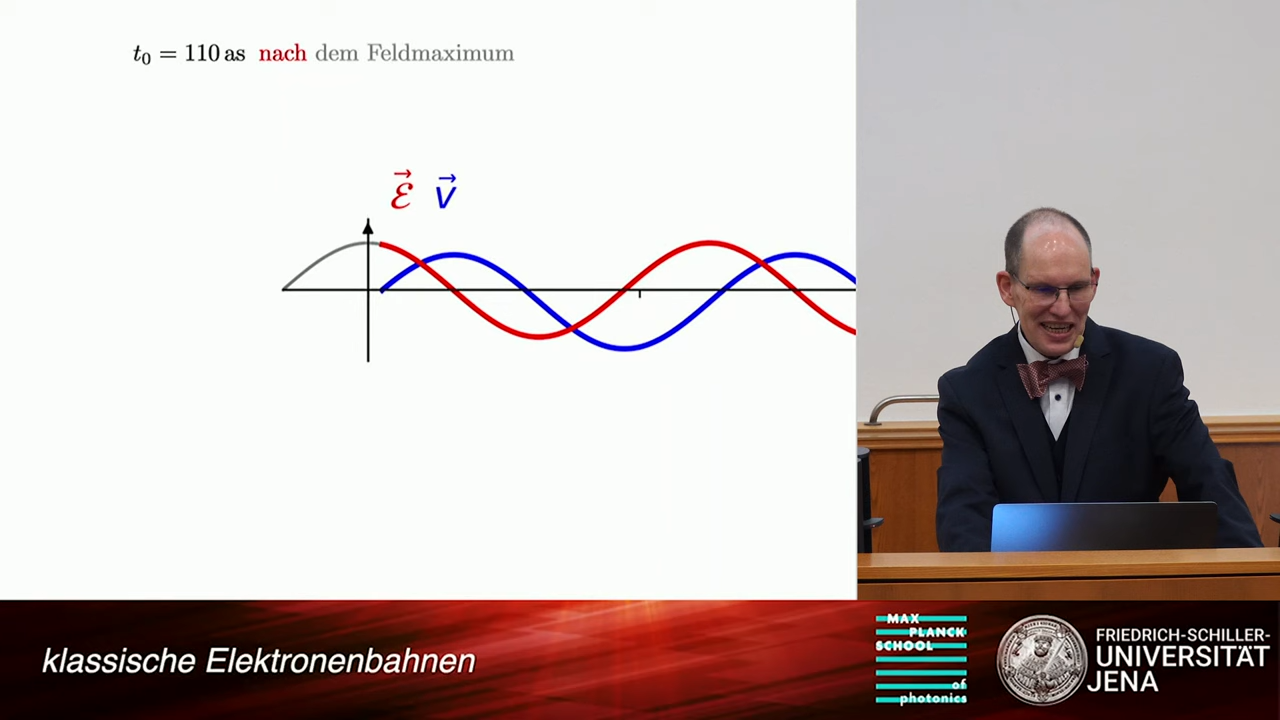 t₀ = 110 as nach dem Feldmaximum
ℰ⃗ V⃗
klassische Elektronenbahnen
MAX
PLANCK
SCHOOL
of
photonics
FRIEDRICH-SCHILLER-
UNIVERSITÄT
JENA